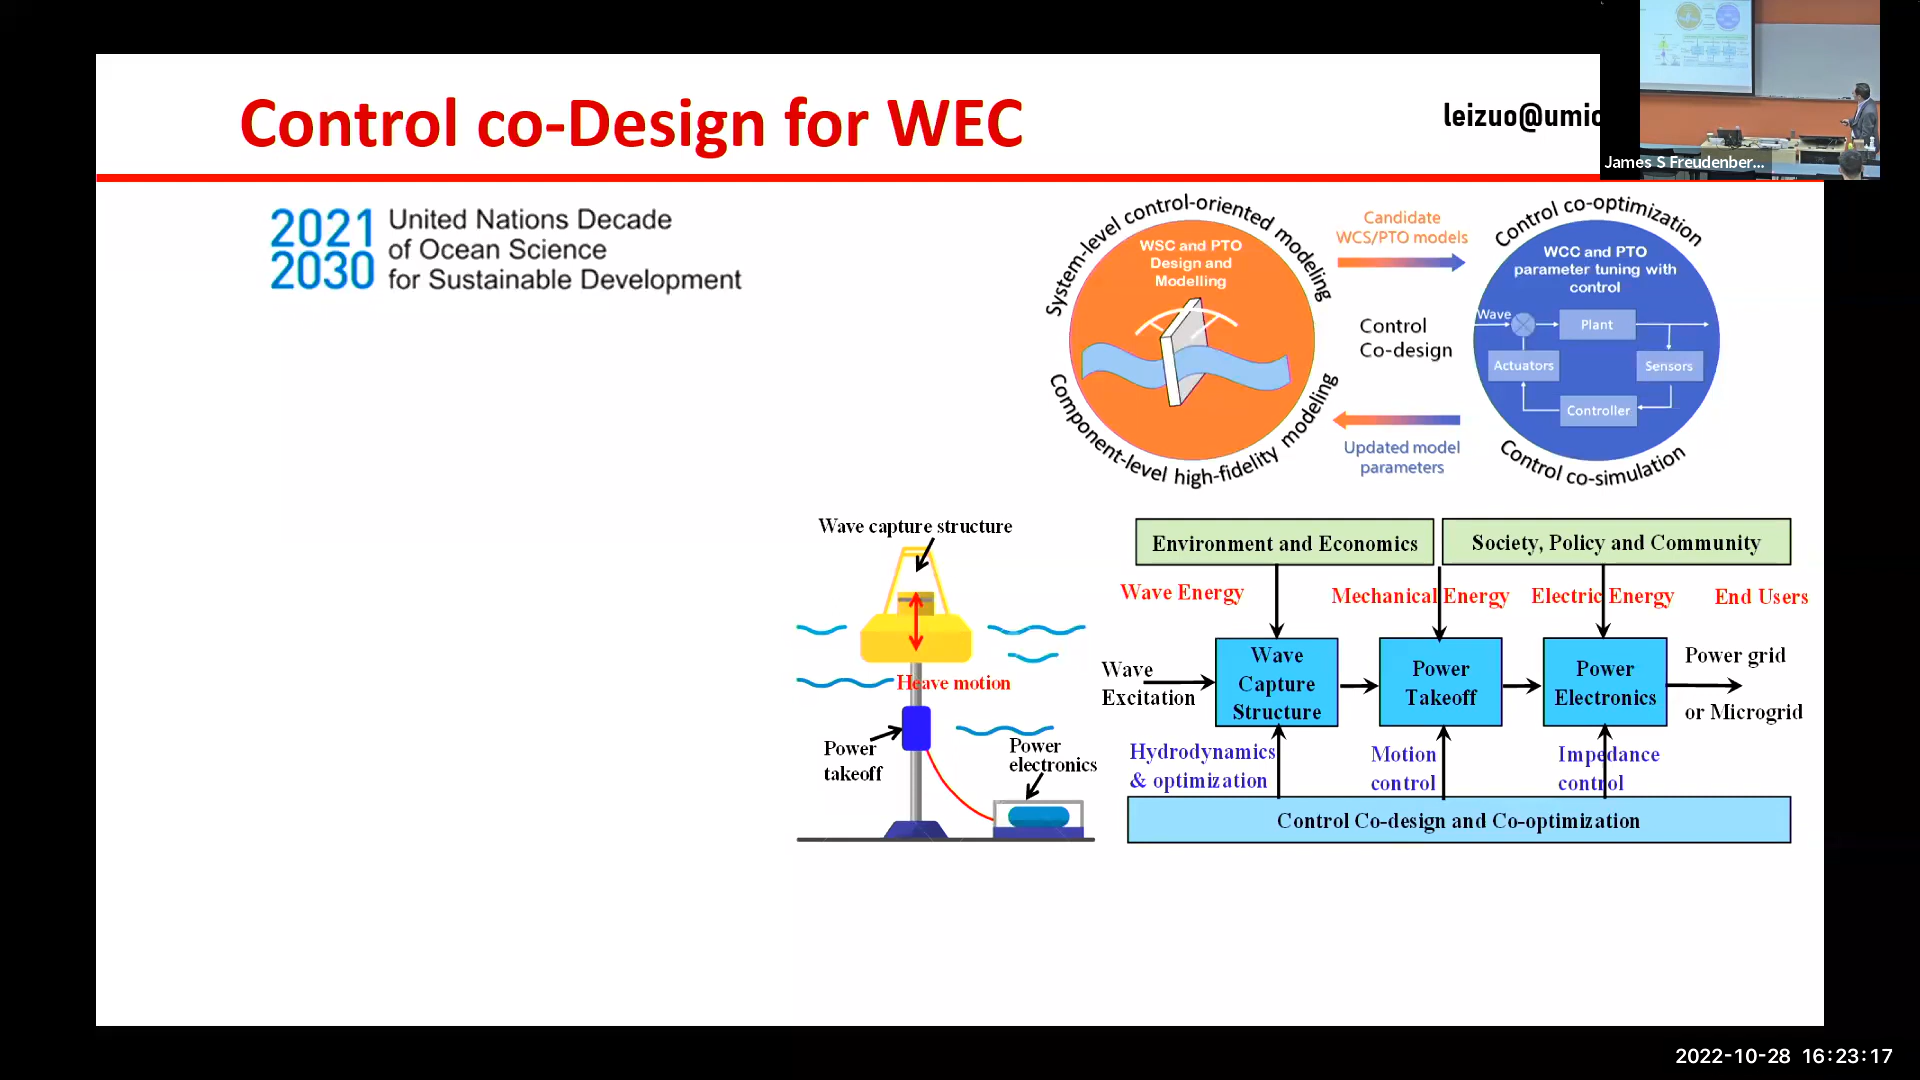 Control co-Design for WEC
leizuo@umic
James S Freudenber...
2021
2030
United Nations Decade
of Ocean Science
for Sustainable Development
System-level control-oriented modeling
WSC and PTO
Design and
Modelling
Component-level high-fidelity modeling
Candidate
WCS/PTO models
Control
Co-design
Updated model
parameters
Control co-optimization
WCC and PTO
parameter tuning with
control
Wave
Plant
Actuators
Sensors
Controller
Control co-simulation
Wave capture structure
Heave motion
Power
takeoff
Power
electronics
Environment and Economics
Society, Policy and Community
Wave Energy
Mechanical Energy
Electric Energy
End Users
Wave
Excitation
Wave
Capture
Structure
Power
Takeoff
Power
Electronics
Power grid
or Microgrid
Hydrodynamics
& optimization
Motion
control
Impedance
control
Control Co-design and Co-optimization
2022-10-28 16:23:17